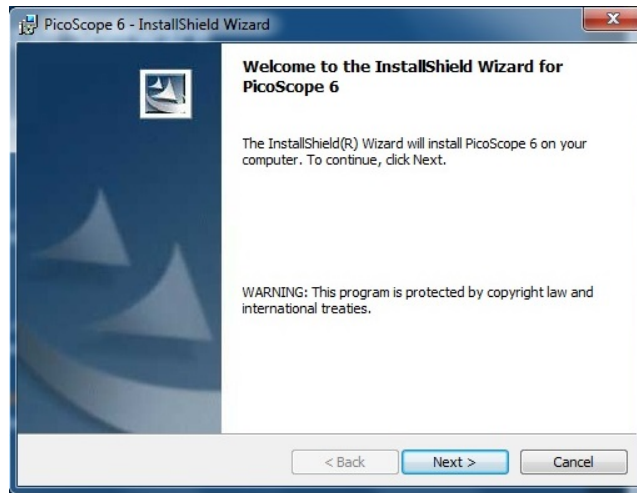 PicoScope 6 - InstallShield Wizard
Welcome to the InstallShield Wizard for
PicoScope 6
The InstallShield(R) Wizard will install PicoScope 6 on your
computer. To continue, click Next.
WARNING: This program is protected by copyright law and
international treaties.
< Back
Next >
Cancel